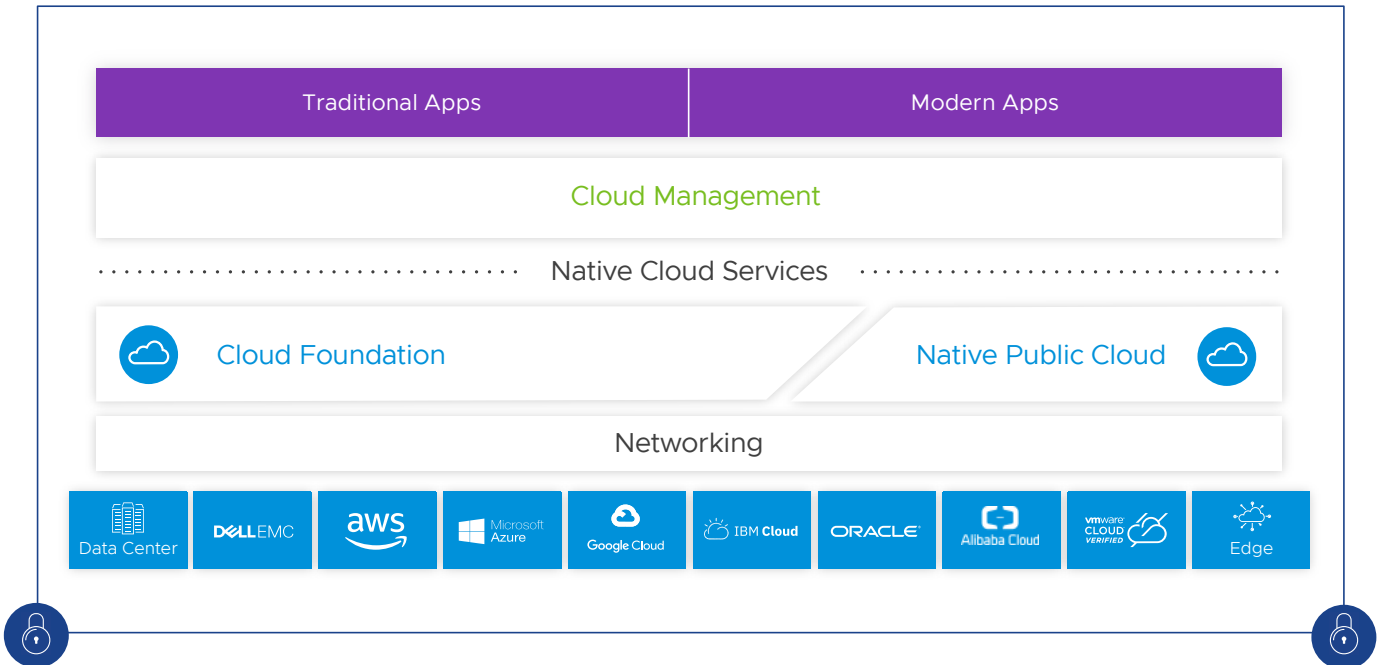 Traditional Apps
Modern Apps
Cloud Management
Native Cloud Services
Cloud Foundation
Native Public Cloud
Networking
Data Center
DELLEMC
aws
Microsoft
Azure
Google Cloud
IBM Cloud
ORACLE
Alibaba Cloud
vmware
CLOUD
VERIFIED
Edge